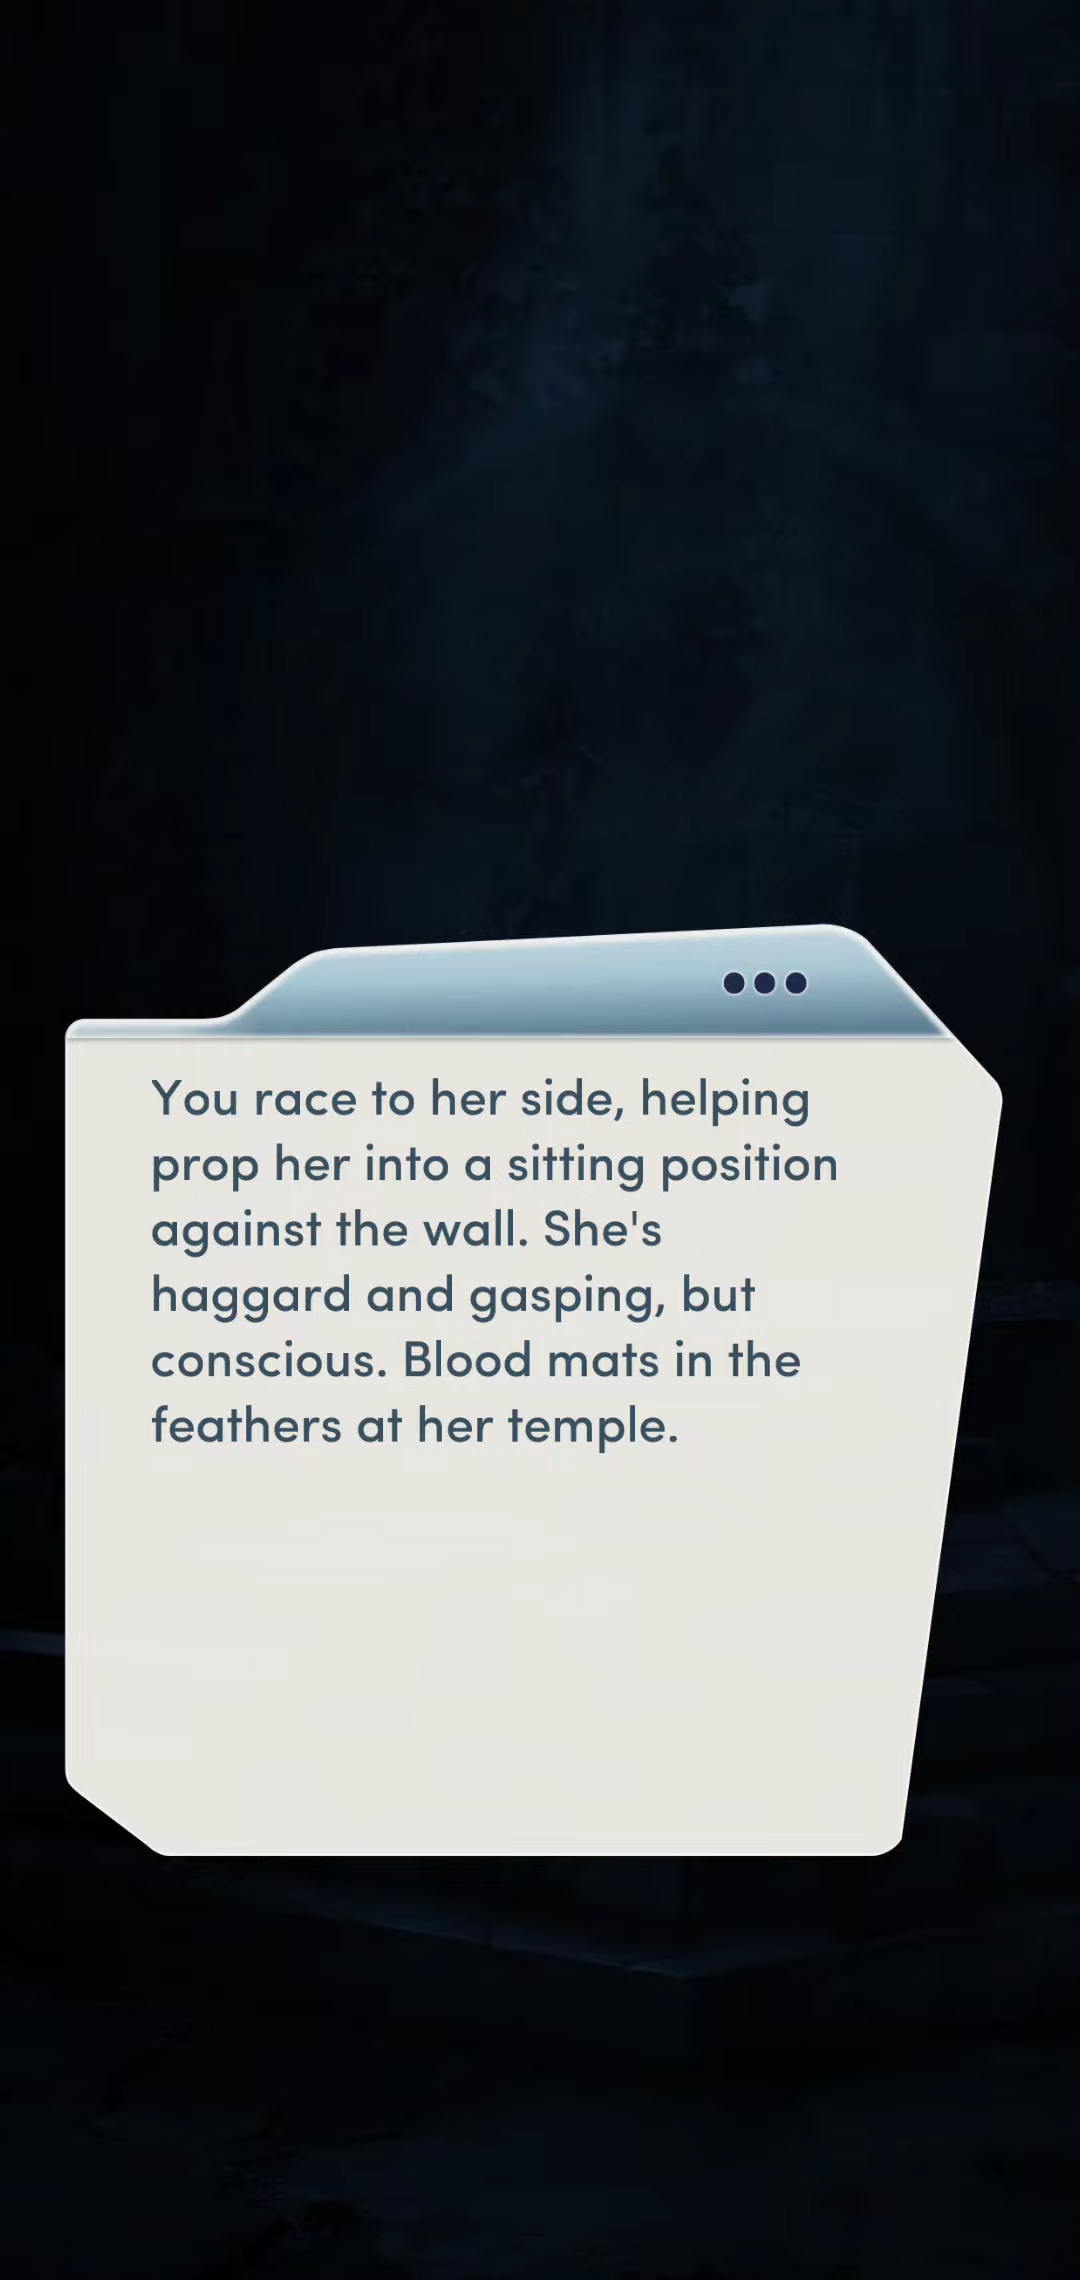 You race to her side, helping
prop her into a sitting position
against the wall. She's
haggard and gasping, but
conscious. Blood mats in the
feathers at her temple.